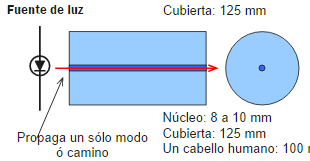 Fuente de luz
Cubierta: 125 mm
Propaga un sólo modo
ó camino
Núcleo: 8 a 10 mm
Cubierta: 125 mm
Un cabello humano: 100